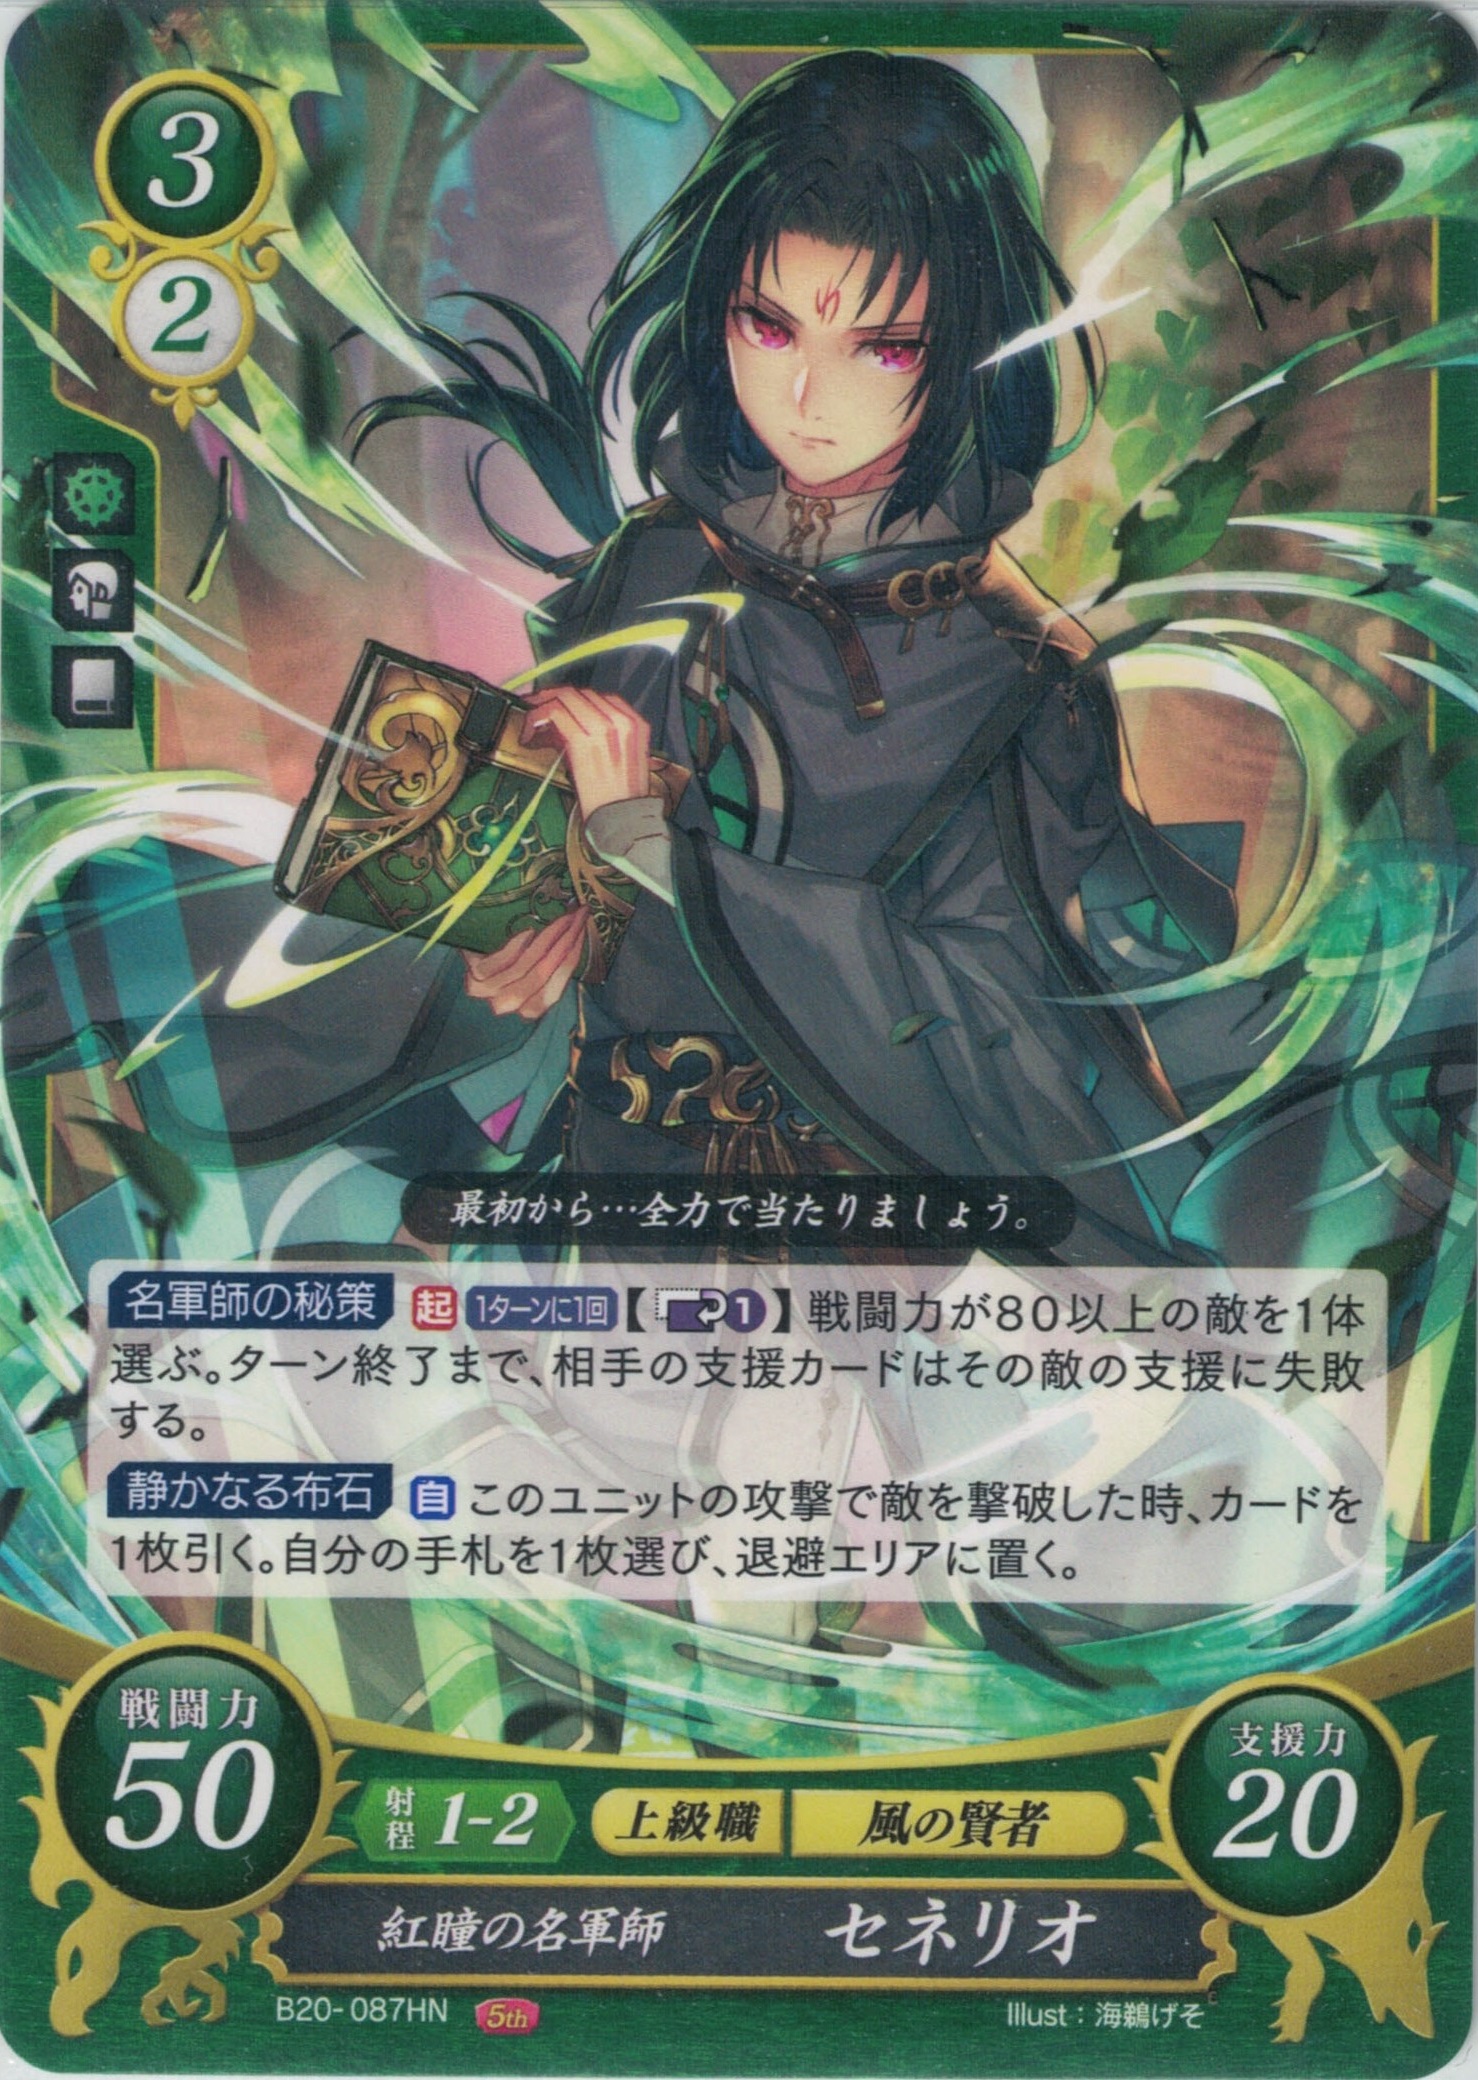 3
2
最初から…全力で当たりましょう。
名軍師の秘策 起 1ターンに1回【1】戦闘力が80以上の敵を1体
選ぶ。ターン終了まで、相手の支援カードはその敵の支援に失敗
する。
静かなる布石 自 このユニットの攻撃で敵を撃破した時、カードを
1枚引く。自分の手札を1枚選び、退避エリアに置く。
戦闘力
50
射程 1-2
上級職 風の賢者
支援力
20
紅瞳の名軍師 セネリオ
B20-087HN 5th
Illust：海鵜げそ